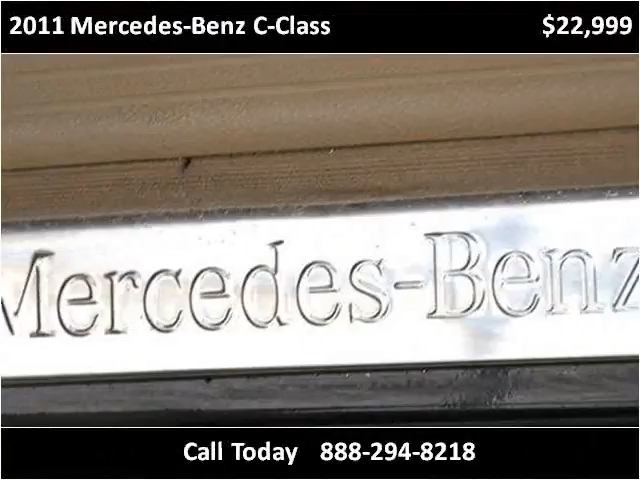 2011 Mercedes-Benz C-Class $22,999
Mercedes-Benz
Call Today 888-294-8218